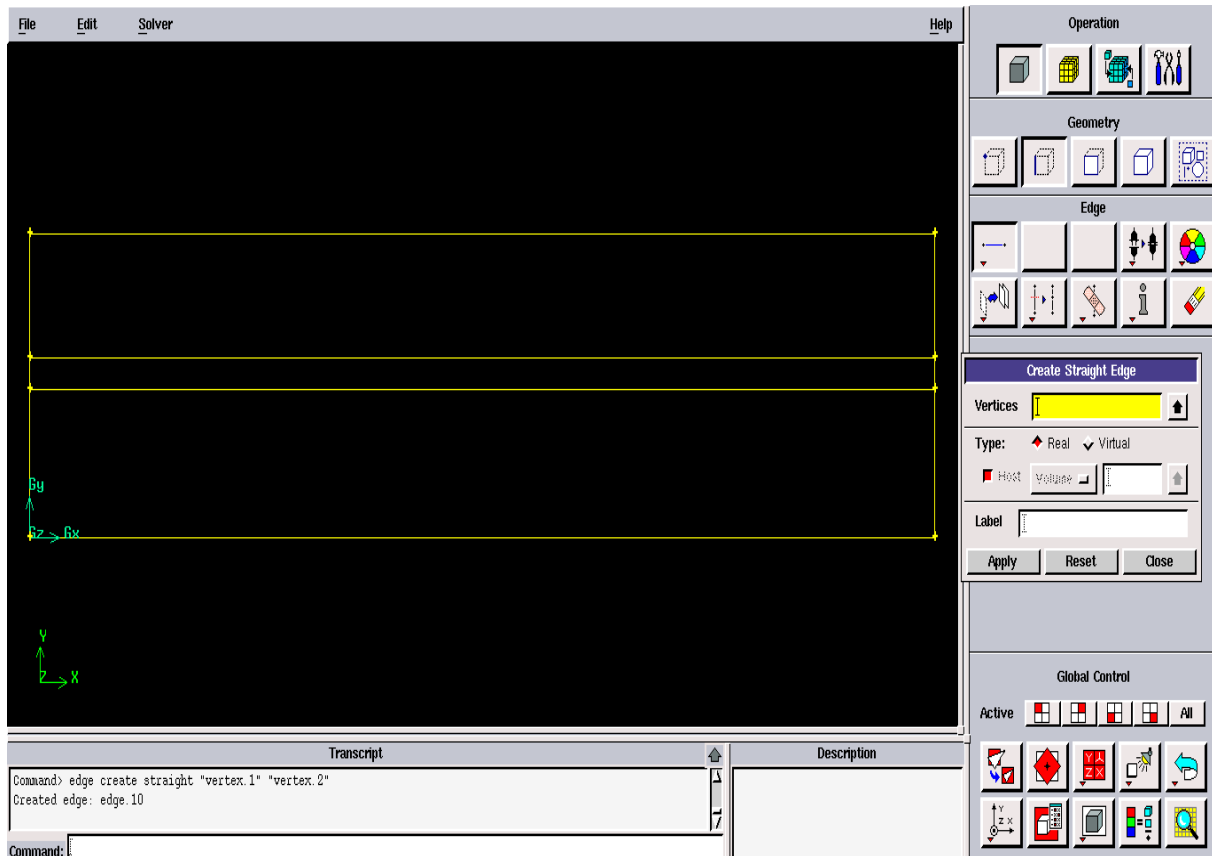 File Edit Solver Help
Operation
Geometry
Edge
Create Straight Edge
Vertices
Type: Real Virtual
Host Volume
Label
Apply Reset Close
Gy
Gz Gx
Y
Z X
Global Control
Active All
Y
Z X
Y
Z X
Transcript
Command> edge create straight "vertex.1" "vertex.2"
Created edge: edge.10
Command:
Description